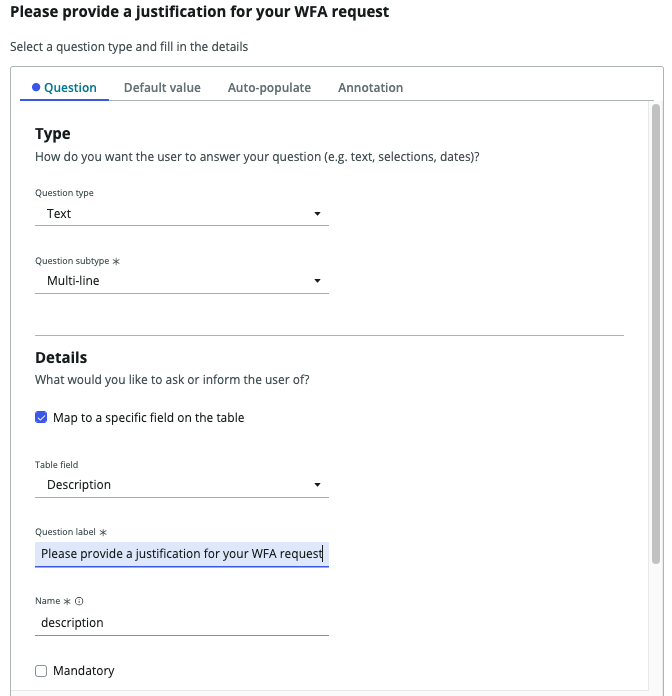 Please provide a justification for your WFA request
Select a question type and fill in the details
Question Default value Auto-populate Annotation
Type
How do you want the user to answer your question (e.g. text, selections, dates)?
Question type
Text
Question subtype *
Multi-line
Details
What would you like to ask or inform the user of?
Map to a specific field on the table
Table field
Description
Question label *
Please provide a justification for your WFA request
Name *
description
Mandatory